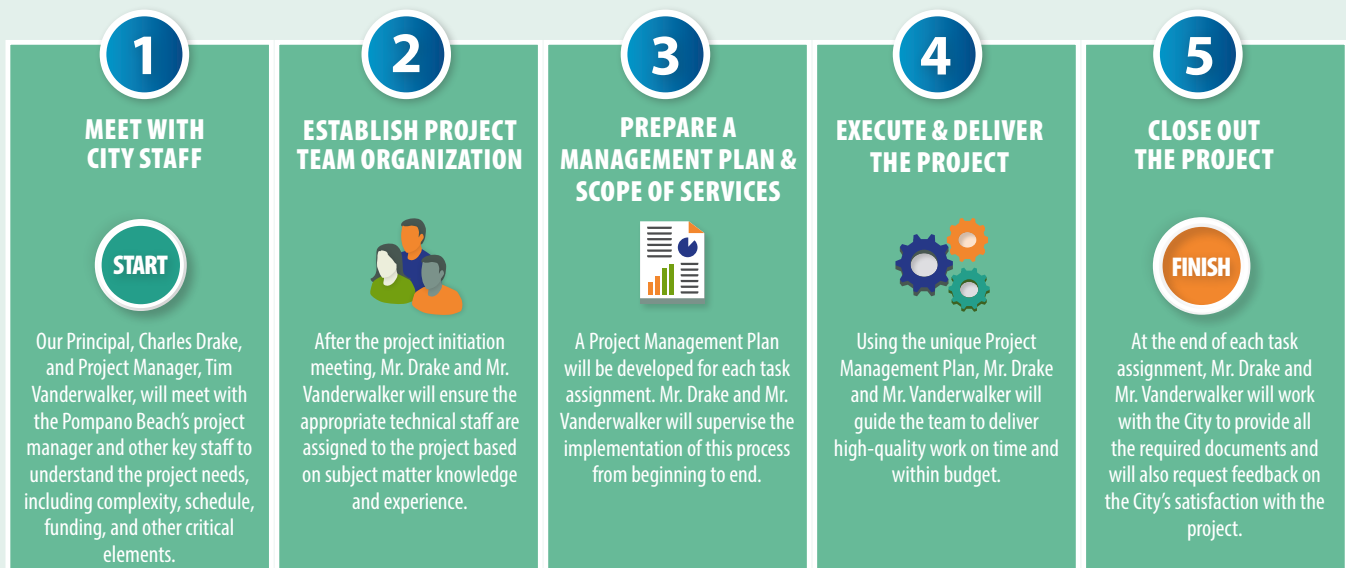 1
MEET WITH
CITY STAFF
START
Our Principal, Charles Drake,
and Project Manager, Tim
Vanderwalker, will meet with
the Pompano Beach's project
manager and other key staff to
understand the project needs,
including complexity, schedule,
funding, and other critical
elements.
2
ESTABLISH PROJECT
TEAM ORGANIZATION
After the project initiation
meeting, Mr. Drake and Mr.
Vanderwalker will ensure the
appropriate technical staff are
assigned to the project based
on subject matter knowledge
and experience.
3
PREPARE A
MANAGEMENT PLAN &
SCOPE OF SERVICES
A Project Management Plan
will be developed for each task
assignment. Mr. Drake and Mr.
Vanderwalker will supervise the
implementation of this process
from beginning to end.
4
EXECUTE & DELIVER
THE PROJECT
Using the unique Project
Management Plan, Mr. Drake
and Mr. Vanderwalker will
guide the team to deliver
high-quality work on time and
within budget.
5
CLOSE OUT
THE PROJECT
FINISH
At the end of each task
assignment, Mr. Drake and
Mr. Vanderwalker will work
with the City to provide all
the required documents and
will also request feedback on
the City's satisfaction with the
project.